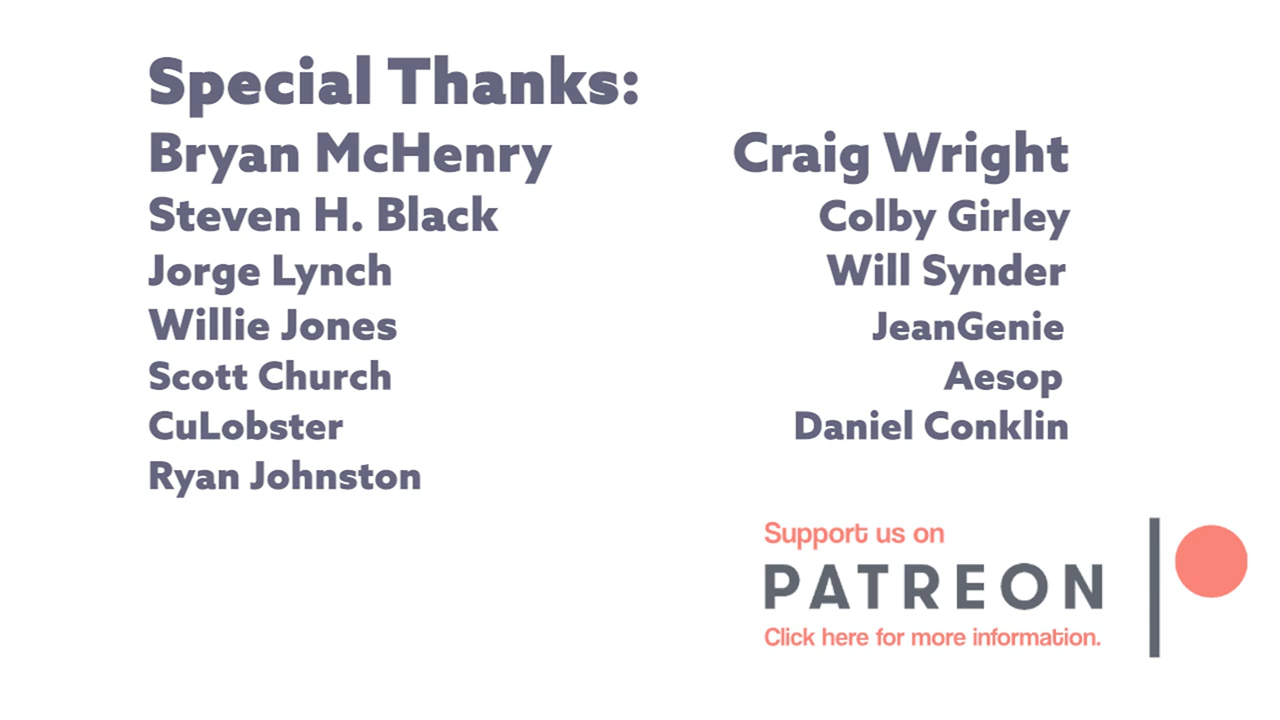 Special Thanks:
Bryan McHenry
Steven H. Black
Jorge Lynch
Willie Jones
Scott Church
CuLobster
Ryan Johnston
Craig Wright
Colby Girley
Will Synder
JeanGenie
Aesop
Daniel Conklin
Support us on
PATREON
Click here for more information.